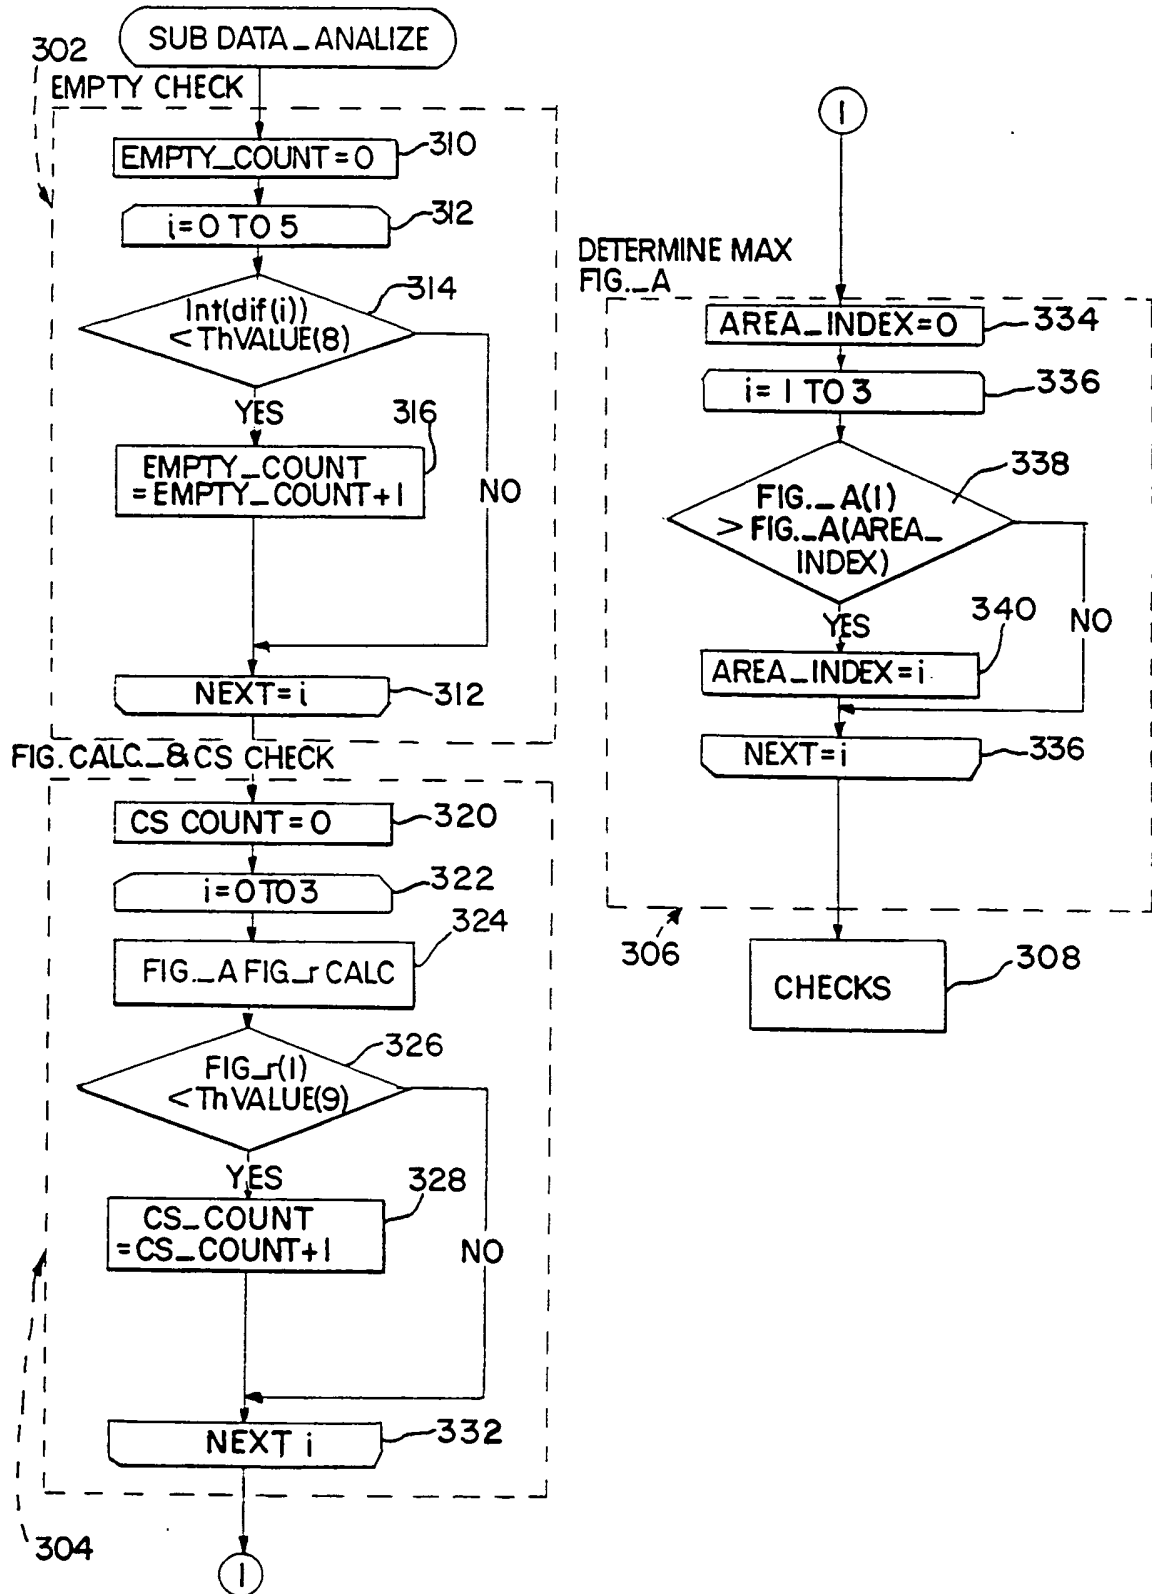 SUB DATA_ANALIZE
302
EMPTY CHECK
EMPTY_COUNT=0
310
i=0 TO 5
312
Int(dif(i))
<ThVALUE(8)
314
YES
NO
316
EMPTY_COUNT
=EMPTY_COUNT+1
NEXT=i
312
FIG. CALC_& CS CHECK
CS COUNT=0
320
i=0 TO 3
322
324
FIG._A FIG_r CALC
FIG_r(1)
<ThVALUE(9)
326
YES
NO
328
CS_COUNT
=CS_COUNT+1
NEXT i
332
304
1
1
DETERMINE MAX
FIG._A
AREA_INDEX=0
334
i=1 TO 3
336
FIG._A(1)
>FIG._A(AREA_
INDEX)
338
YES
NO
340
AREA_INDEX=i
NEXT=i
336
306
CHECKS
308